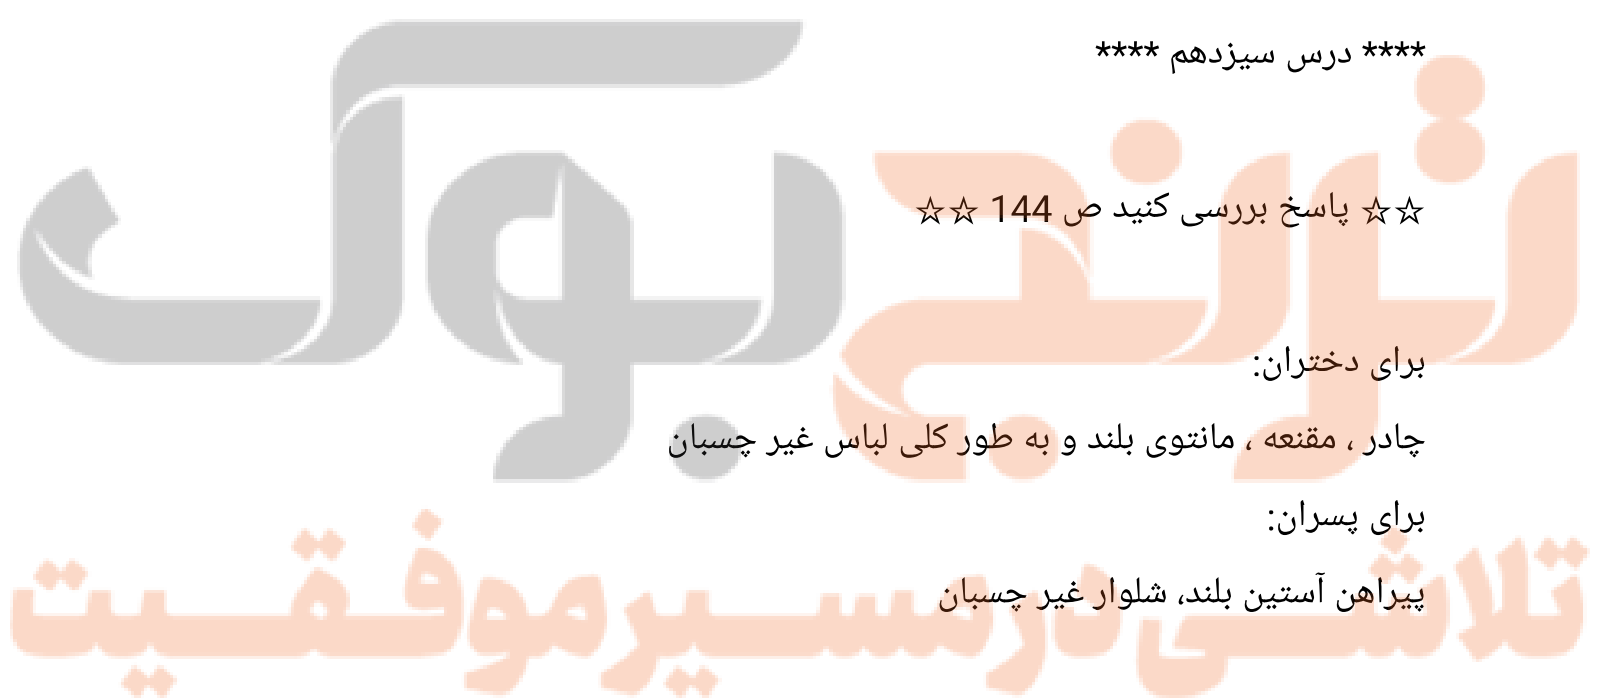 **** درس سیزدهم ****
☆☆ پاسخ بررسی کنید ص 144 ☆☆
برای دختران:
چادر ، مقنعه ، مانتوی بلند و به طور کلی لباس غیر چسبان
برای پسران:
پیراهن آستین بلند، شلوار غیر چسبان
ترنج بوک
تلاشی در مسیر موفقیت